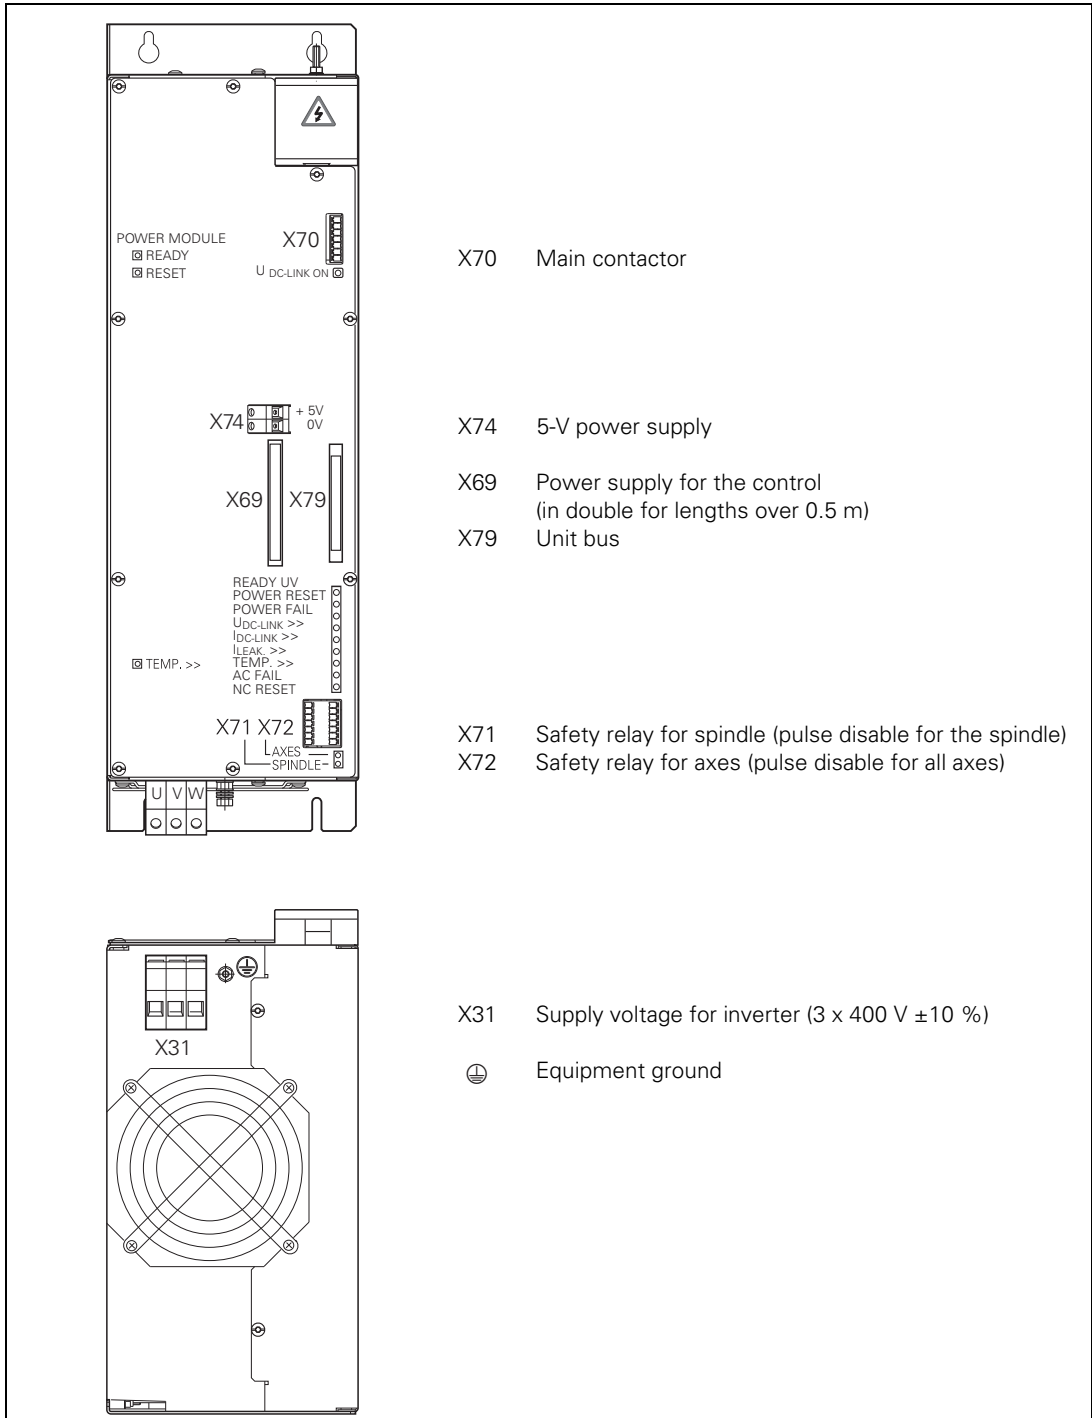 POWER MODULE
READY
RESET
X70
U DC-LINK ON
X70 Main contactor
X74
+ 5V
0V
X74 5-V power supply
X69 X79
X69 Power supply for the control
(in double for lengths over 0.5 m)
X79 Unit bus
READY UV
POWER RESET
POWER FAIL
UDC-LINK >>
IDC-LINK >>
ILEAK. >>
TEMP. >>
TEMP. >>
AC FAIL
NC RESET
X71 X72
AXES
SPINDLE
X71 Safety relay for spindle (pulse disable for the spindle)
X72 Safety relay for axes (pulse disable for all axes)
U V W
X31
X31 Supply voltage for inverter (3 x 400 V ±10 %)
Equipment ground